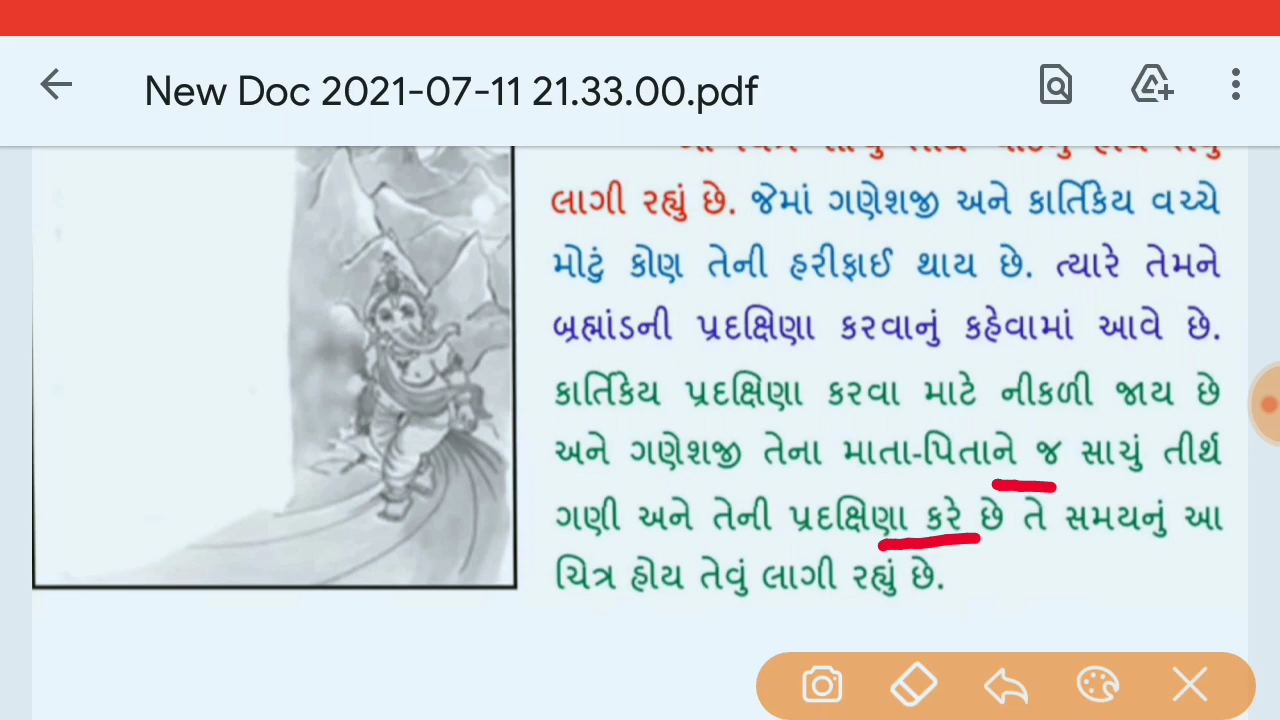 New Doc 2021-07-11 21.33.00.pdf
લાગી રહ્યું છે. જેમાં ગણેશજી અને કાર્તિકેય વચ્ચે
મોટું કોણ તેની હરીફાઈ થાય છે. ત્યારે તેમને
બ્રહ્માંડની પ્રદક્ષિણા કરવાનું કહેવામાં આવે છે.
કાર્તિકેય પ્રદક્ષિણા કરવા માટે નીકળી જાય છે
અને ગણેશજી તેના માતા-પિતાને જ સાચું તીર્થ
ગણી અને તેની પ્રદક્ષિણા કરે છે તે સમયનું આ
ચિત્ર હોય તેવું લાગી રહ્યું છે.